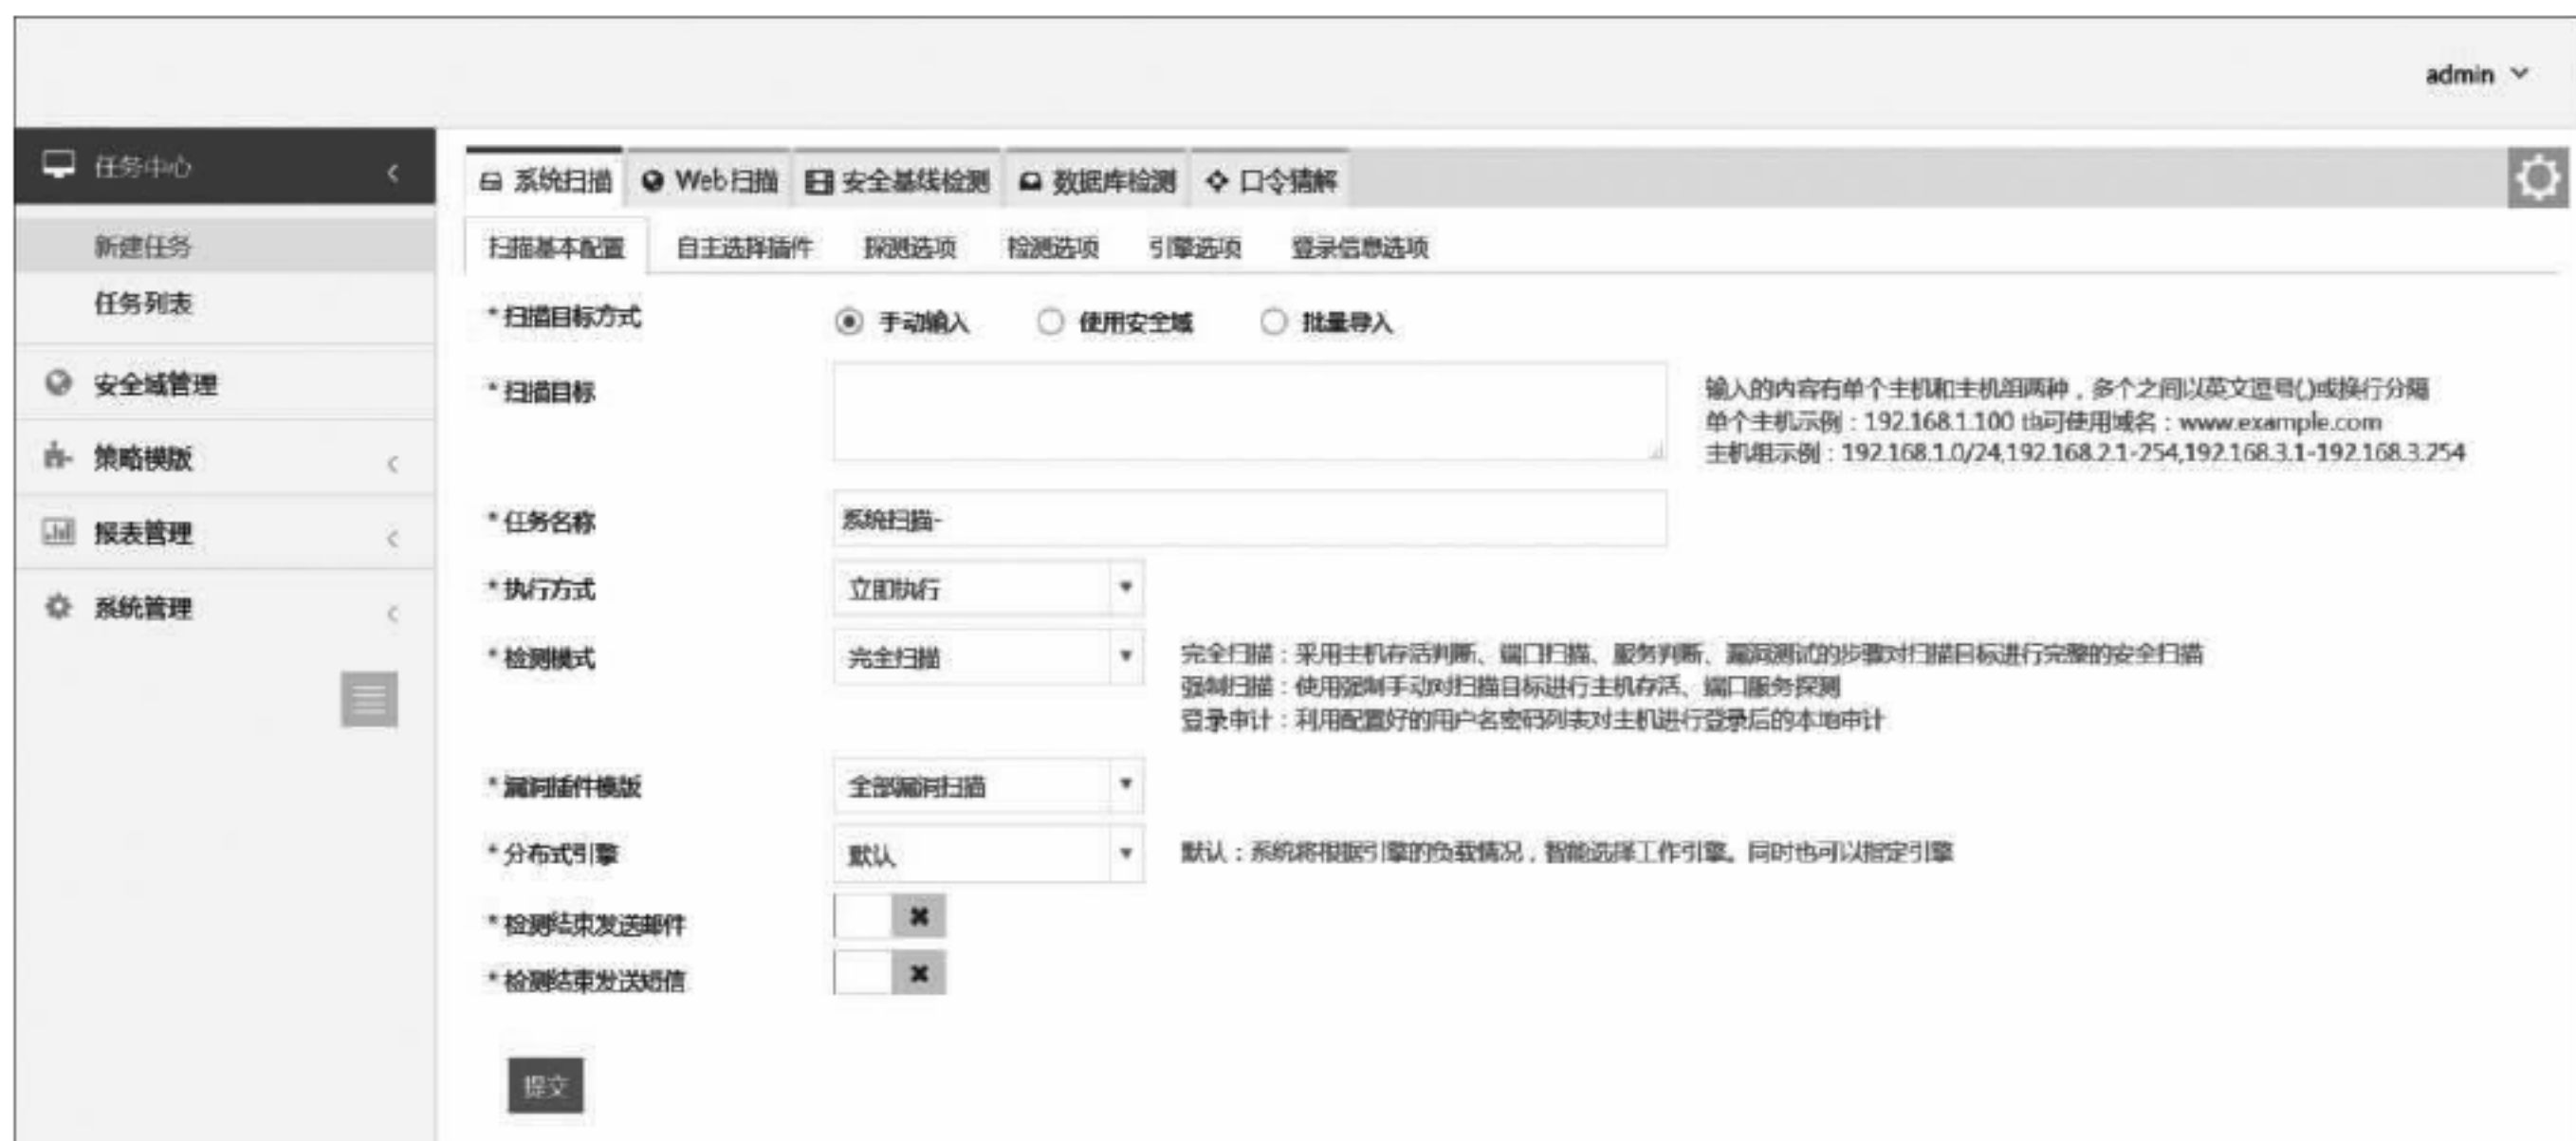 admin
任务中心
新建任务
任务列表
安全域管理
策略模版
报表管理
系统管理
系统扫描 Web扫描 安全基线检测 数据库检测 口令猜解
扫描基本配置 自主选择插件 探测选项 检测选项 引擎选项 登录信息选项
*扫描目标方式 手动输入 使用安全域 批量导入
*扫描目标
输入的内容有单个主机和主机组两种，多个之间以英文逗号(,)或换行分隔
单个主机示例：192.168.1.100 也可使用域名：www.example.com
主机组示例：192.168.1.0/24,192.168.2.1-254,192.168.3.1-192.168.3.254
*任务名称 系统扫描-
*执行方式 立即执行
*检测模式 完全扫描
完全扫描：采用主机存活判断、端口扫描、服务判断、漏洞测试的步骤对扫描目标进行完整的安全扫描
强制扫描：使用强制手动对扫描目标进行主机存活、端口服务探测
登录审计：利用配置好的用户名密码列表对主机进行登录后的本地审计
*漏洞插件模版 全部漏洞扫描
*分布式引擎 默认 默认：系统将根据引擎的负载情况，智能选择工作引擎。同时也可以指定引擎
*检测结束发送邮件
*检测结束发送短信
提交